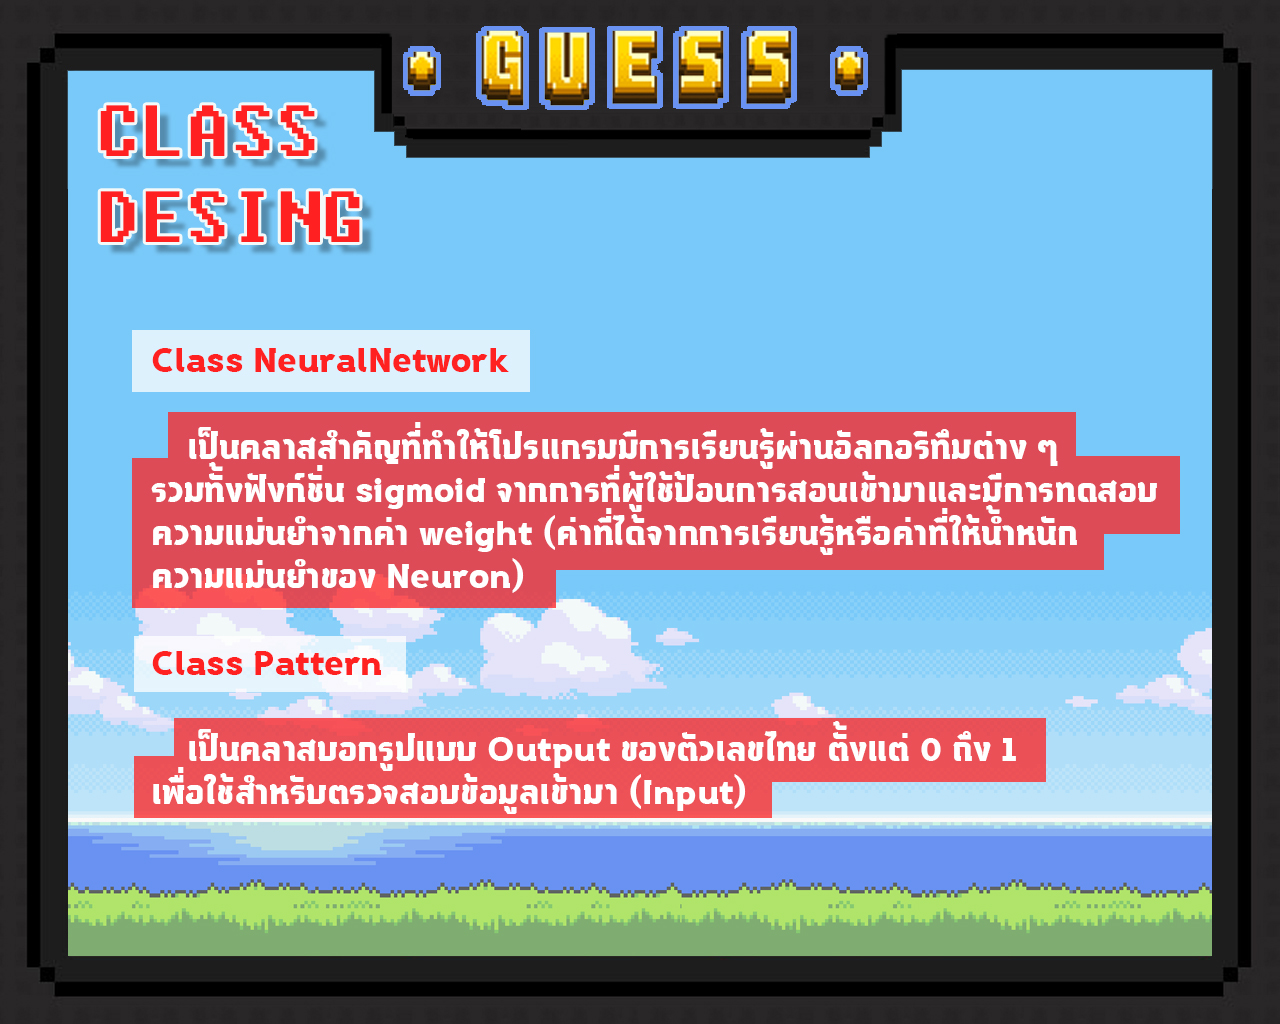 GUESS
CLASS
DESING
Class NeuralNetwork
เป็นคลาสสำคัญที่ทำให้โปรแกรมมีการเรียนรู้ผ่านอัลกอริทึมต่าง ๆ
รวมทั้งฟังก์ชั่น sigmoid จากการที่ผู้ใช้ป้อนการสอนเข้ามาและมีการทดสอบ
ความแม่นยำจากค่า weight (ค่าที่ได้จากการเรียนรู้หรือค่าที่ให้น้ำหนัก
ความแม่นยำของ Neuron)
Class Pattern
เป็นคลาสบอกรูปแบบ Output ของตัวเลขไทย ตั้งแต่ 0 ถึง 1
เพื่อใช้สำหรับตรวจสอบข้อมูลเข้ามา (Input)